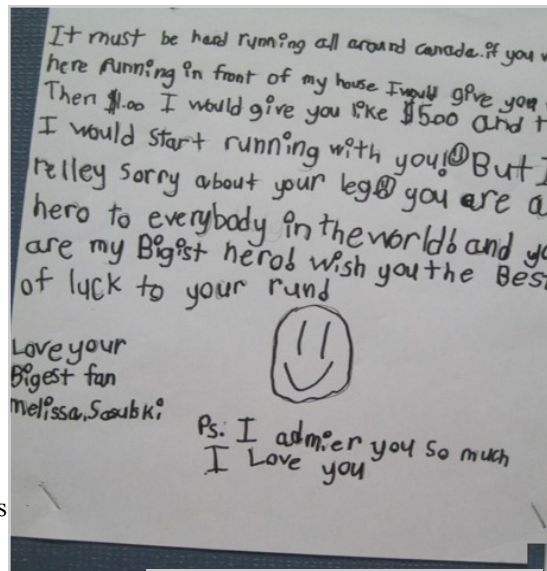 It must be hard rynning all around canada. if you
here running in front of my house I would give you
Then $1.00 I would give you like $500 and
I would start running with you! But I
relley sorry about your leg you are a
hero to everybody in the world! and
are my Bigist hero! wish you the Best
of luck to your run!
Love your
Bigest fan
melissa,
Ps: I admier you so much
I Love you
s